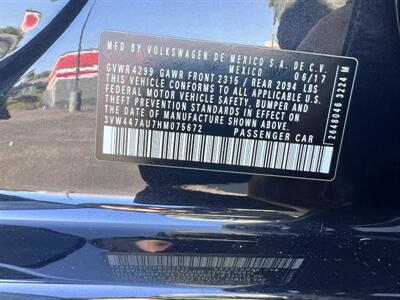 MFD BY VOLKSWAGEN DE MEXICO S.A. DE C.V.
MEXICO 06/17
GVWR 4299 GAWR FRONT 2315 / REAR 2094 LBS
THIS VEHICLE CONFORMS TO ALL APPLICABLE U.S.
FEDERAL MOTOR VEHICLE SAFETY, BUMPER AND
THEFT PREVENTION STANDARDS IN EFFECT ON
THE DATE OF MANUFACTURE SHOWN ABOVE.
3VW447AU7HM075672 PASSENGER CAR
2648046 3224 M